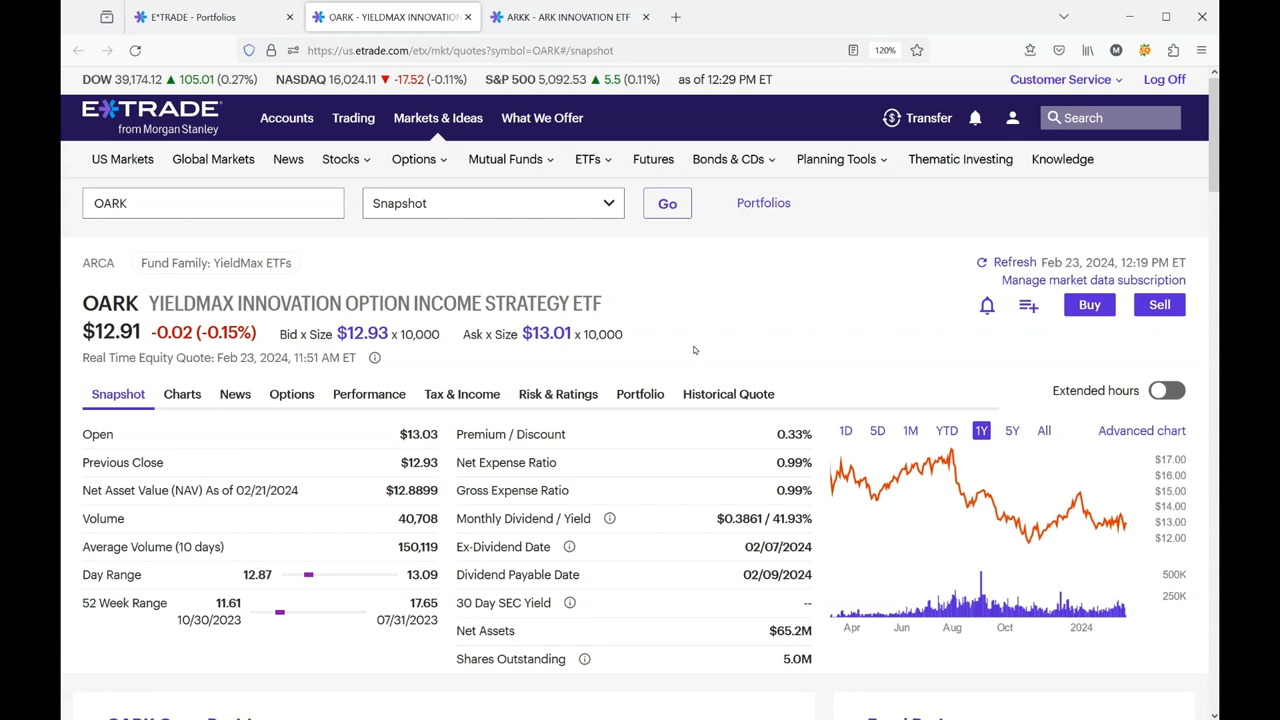 E*TRADE - Portfolios
OARK - YIELDMAX INNOVATION
ARKK - ARK INNOVATION ETF
https://us.etrade.com/etx/mkt/quotes?symbol=OARK#/snapshot
120%
DOW 39,174.12 ▲ 105.01 (0.27%) NASDAQ 16,024.11 ▼ -17.52 (-0.11%) S&P 500 5,092.53 ▲ 5.5 (0.11%) as of 12:29 PM ET
Customer Service
Log Off
E*TRADE
from Morgan Stanley
Accounts Trading Markets & Ideas What We Offer
Transfer
Search
US Markets Global Markets News Stocks Options Mutual Funds ETFs Futures Bonds & CDs Planning Tools Thematic Investing Knowledge
OARK
Snapshot
Go
Portfolios
ARCA Fund Family: YieldMax ETFs
Refresh Feb 23, 2024, 12:19 PM ET
Manage market data subscription
OARK YIELDMAX INNOVATION OPTION INCOME STRATEGY ETF
Buy Sell
$12.91 -0.02 (-0.15%) Bid x Size $12.93 x 10,000 Ask x Size $13.01 x 10,000
Real Time Equity Quote: Feb 23, 2024, 11:51 AM ET
Snapshot Charts News Options Performance Tax & Income Risk & Ratings Portfolio Historical Quote
Extended hours
Open $13.03
Previous Close $12.93
Net Asset Value (NAV) As of 02/21/2024 $12.8899
Volume 40,708
Average Volume (10 days) 150,119
Day Range 12.87 13.09
52 Week Range 11.61 17.65
10/30/2023 07/31/2023
Premium / Discount 0.33%
Net Expense Ratio 0.99%
Gross Expense Ratio 0.99%
Monthly Dividend / Yield $0.3861 / 41.93%
Ex-Dividend Date 02/07/2024
Dividend Payable Date 02/09/2024
30 Day SEC Yield --
Net Assets $65.2M
Shares Outstanding 5.0M
1D 5D 1M YTD 1Y 5Y All Advanced chart
$17.00
$16.00
$15.00
$14.00
$13.00
$12.00
500K
250K
Apr Jun Aug Oct 2024